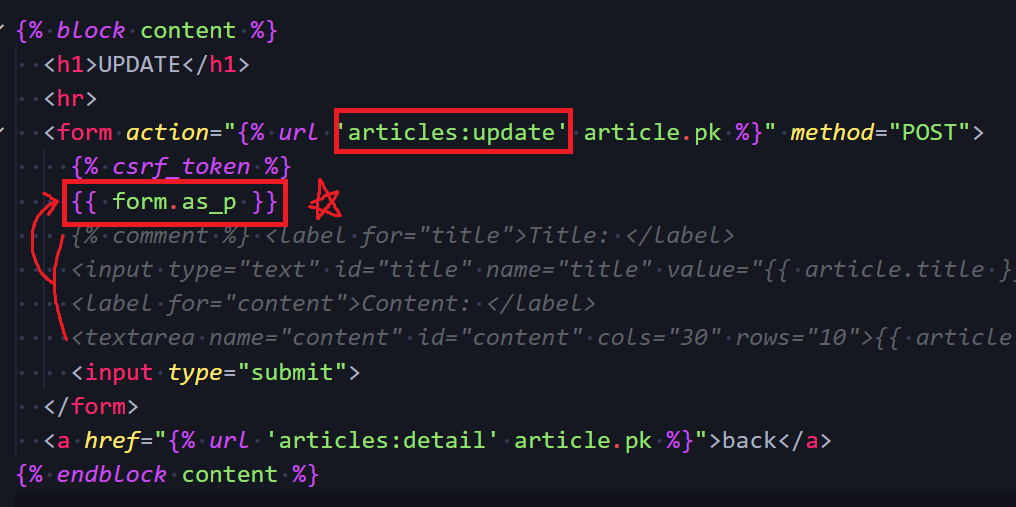 {% block content %}
<h1>UPDATE</h1>
<hr>
<form action="{% url 'articles:update' article.pk %}" method="POST">
{% csrf_token %}
{{ form.as_p }}
{% comment %} <label for="title">Title: </label>
<input type="text" id="title" name="title" value="{{ article.title }
<label for="content">Content: </label>
<textarea name="content" id="content" cols="30" rows="10">{{ article
<input type="submit">
</form>
<a href="{% url 'articles:detail' article.pk %}">back</a>
{% endblock content %}